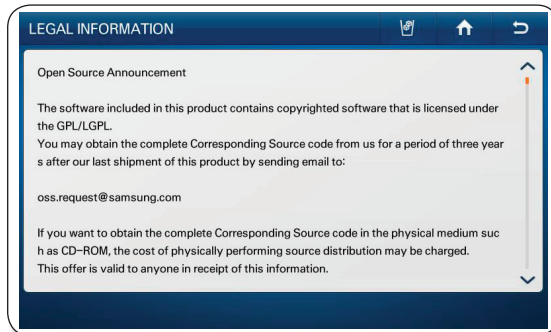 LEGAL INFORMATION
Open Source Announcement
The software included in this product contains copyrighted software that is licensed under
the GPL/LGPL.
You may obtain the complete Corresponding Source code from us for a period of three year
s after our last shipment of this product by sending email to:
oss.request@samsung.com
If you want to obtain the complete Corresponding Source code in the physical medium suc
h as CD-ROM, the cost of physically performing source distribution may be charged.
This offer is valid to anyone in receipt of this information.